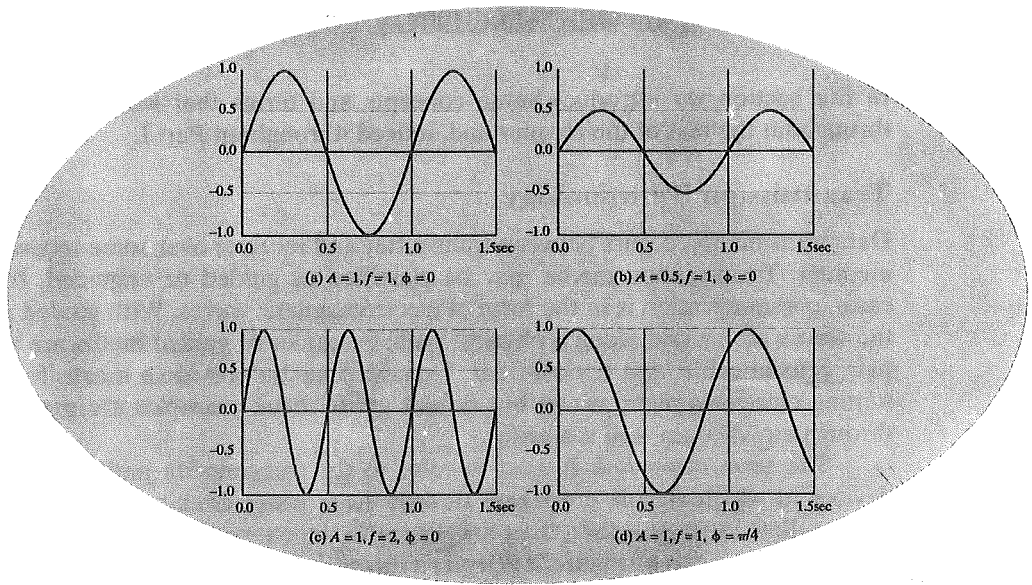 1.0
0.5
0.0
–0.5
–1.0
0.0 0.5 1.0 1.5sec
(a) A = 1, f = 1, ϕ = 0
1.0
0.5
0.0
–0.5
–1.0
0.0 0.5 1.0 1.5sec
(b) A = 0.5, f = 1, ϕ = 0
1.0
0.5
0.0
–0.5
–1.0
0.0 0.5 1.0 1.5sec
(c) A = 1, f = 2, ϕ = 0
1.0
0.5
0.0
–0.5
–1.0
0.0 0.5 1.0 1.5sec
(d) A = 1, f = 1, ϕ = π/4